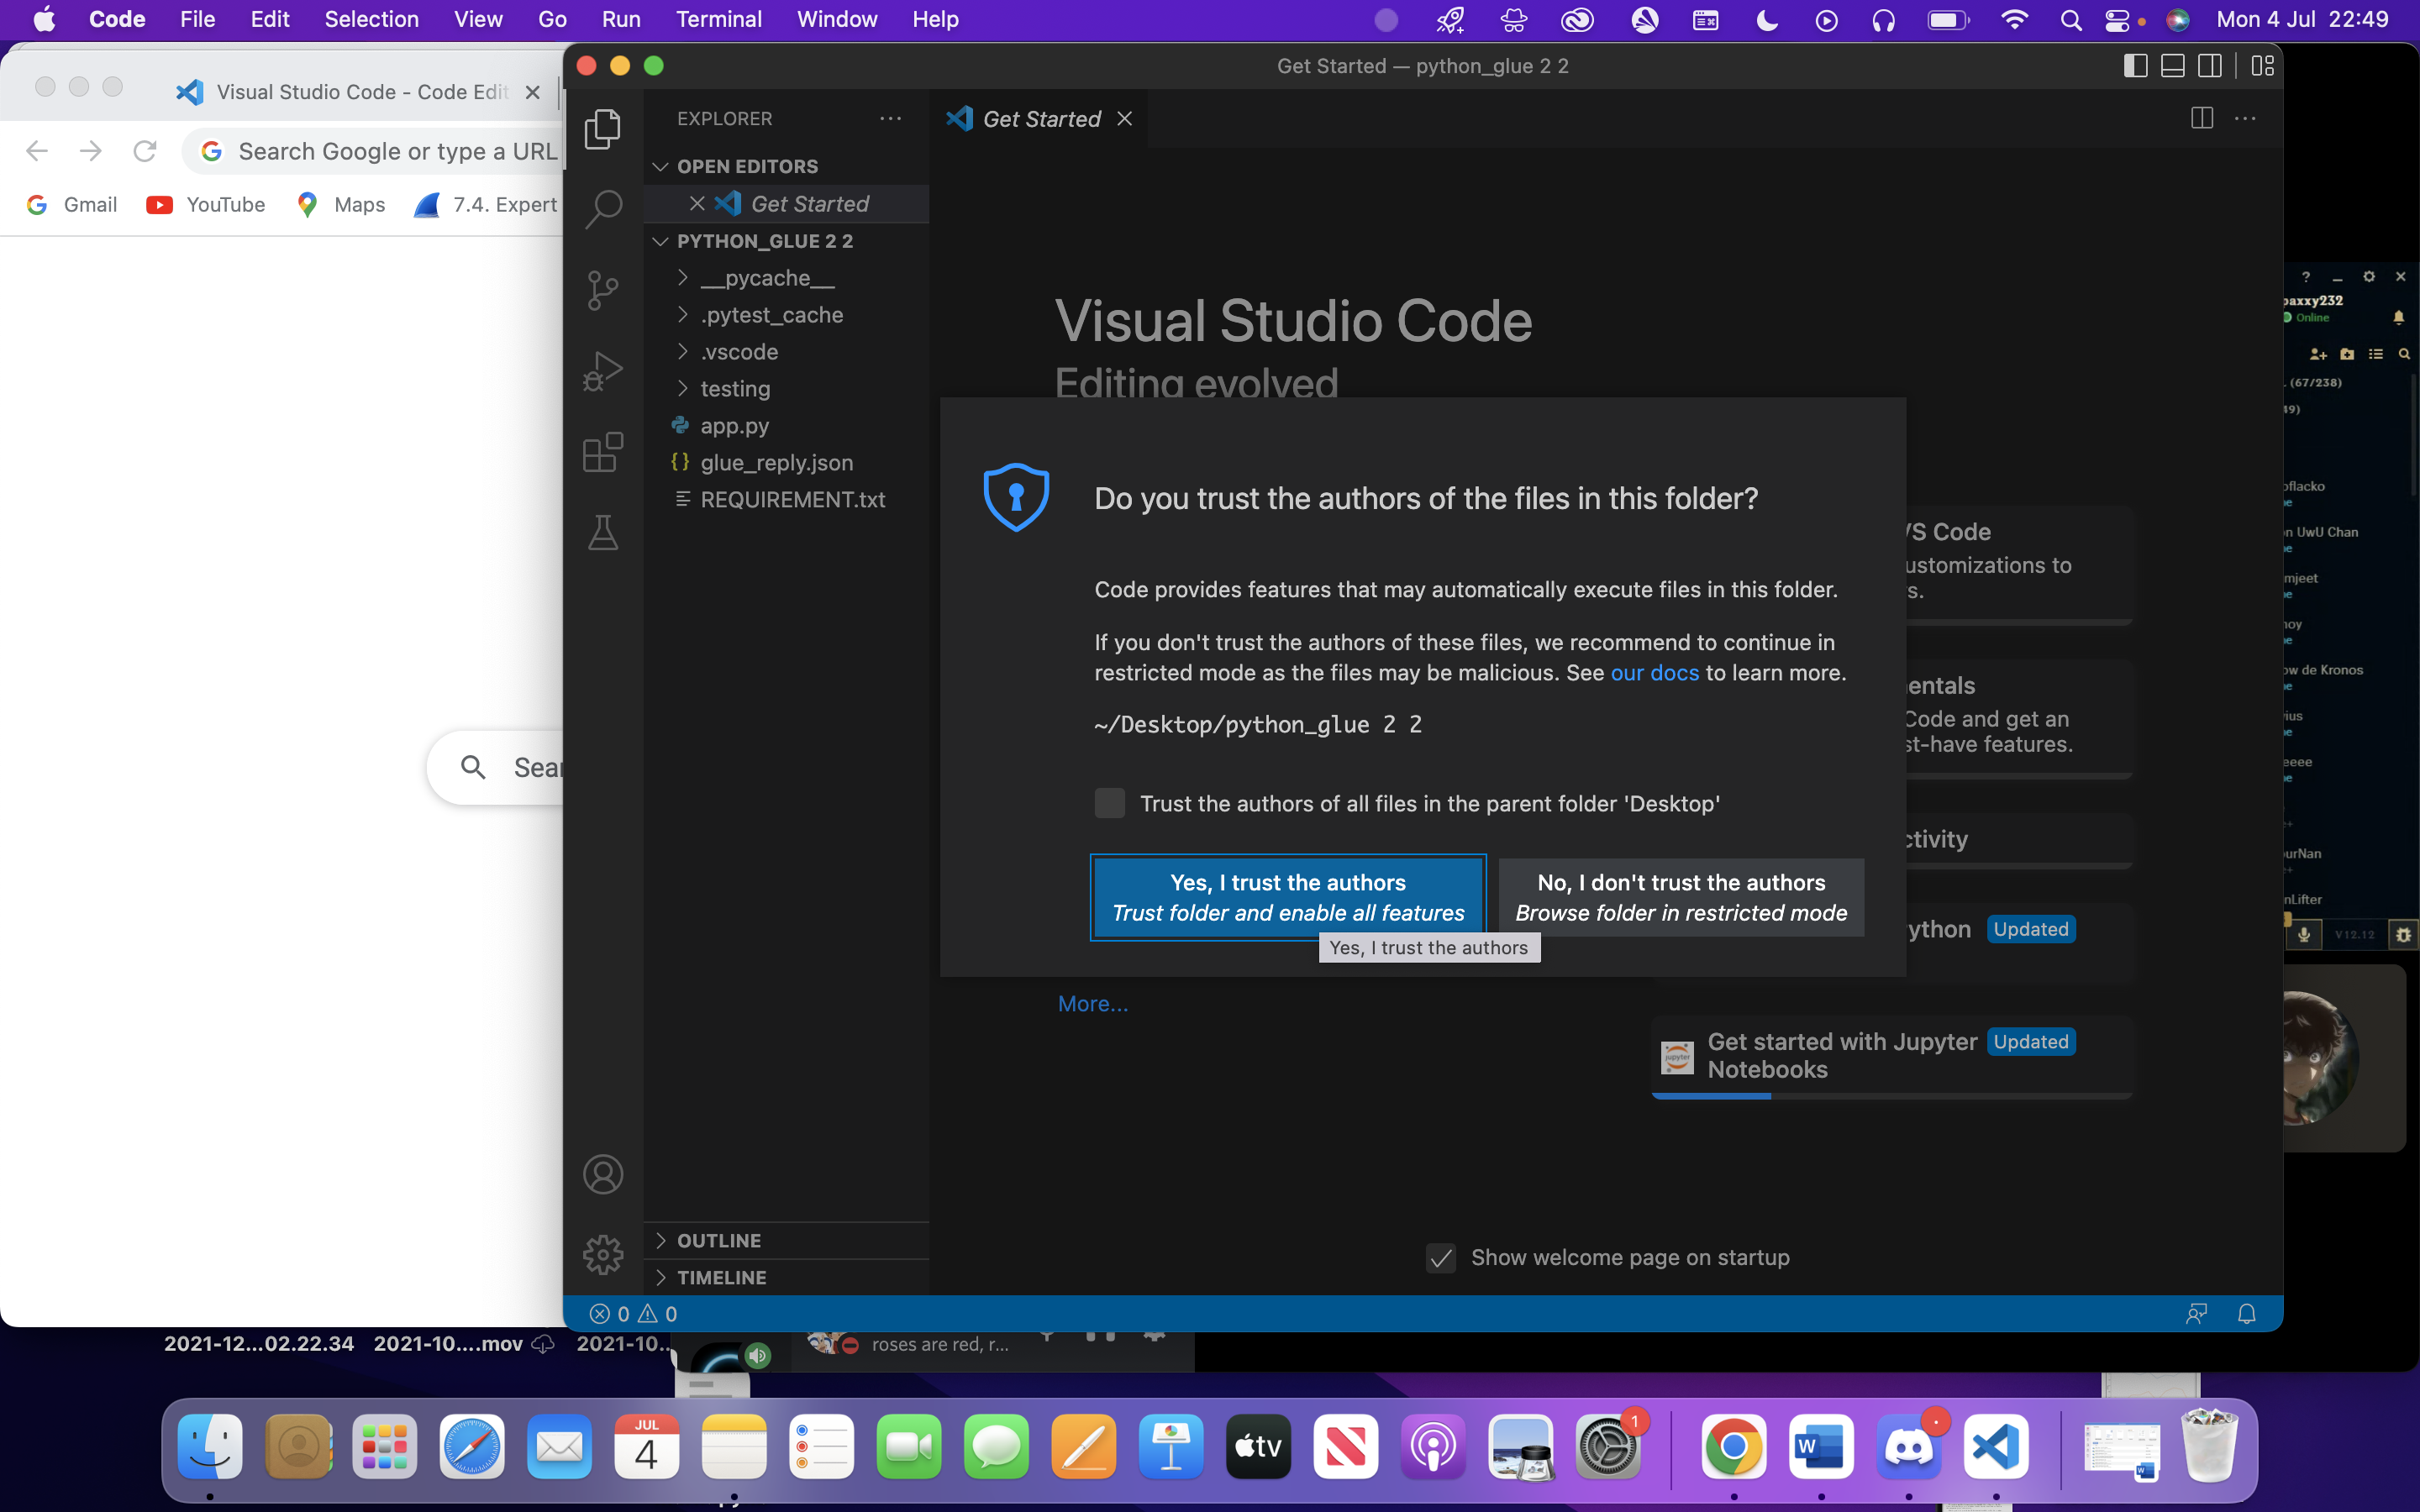 Code File Edit Selection View Go Run Terminal Window Help Mon 4 Jul 22:49
Visual Studio Code - Code Edit
Search Google or type a URL
Gmail YouTube Maps 7.4. Expert
Sear
Get Started — python_glue 2 2
EXPLORER
OPEN EDITORS
Get Started
PYTHON_GLUE 2 2
__pycache__
.pytest_cache
.vscode
testing
app.py
glue_reply.json
REQUIREMENT.txt
OUTLINE
TIMELINE
0 0
Get Started
Visual Studio Code
Editing evolved
Do you trust the authors of the files in this folder?
Code provides features that may automatically execute files in this folder.
If you don't trust the authors of these files, we recommend to continue in
restricted mode as the files may be malicious. See our docs to learn more.
~/Desktop/python_glue 2 2
Trust the authors of all files in the parent folder 'Desktop'
Yes, I trust the authors
Trust folder and enable all features
No, I don't trust the authors
Browse folder in restricted mode
Yes, I trust the authors
More...
VS Code
ustomizations to
s.
entals
Code and get an
st-have features.
ctivity
ython Updated
Get started with Jupyter Updated
Notebooks
jupyter
Show welcome page on startup
paxxy232
Online
(67/238)
49)
oflacko
n UwU Chan
mjeet
noy
ow de Kronos
ius
eeee
urNan
nLifter
V12.12
2021-12...02.22.34 2021-10....mov 2021-10..
roses are red, r...
JUL
4
tv
1
W
W